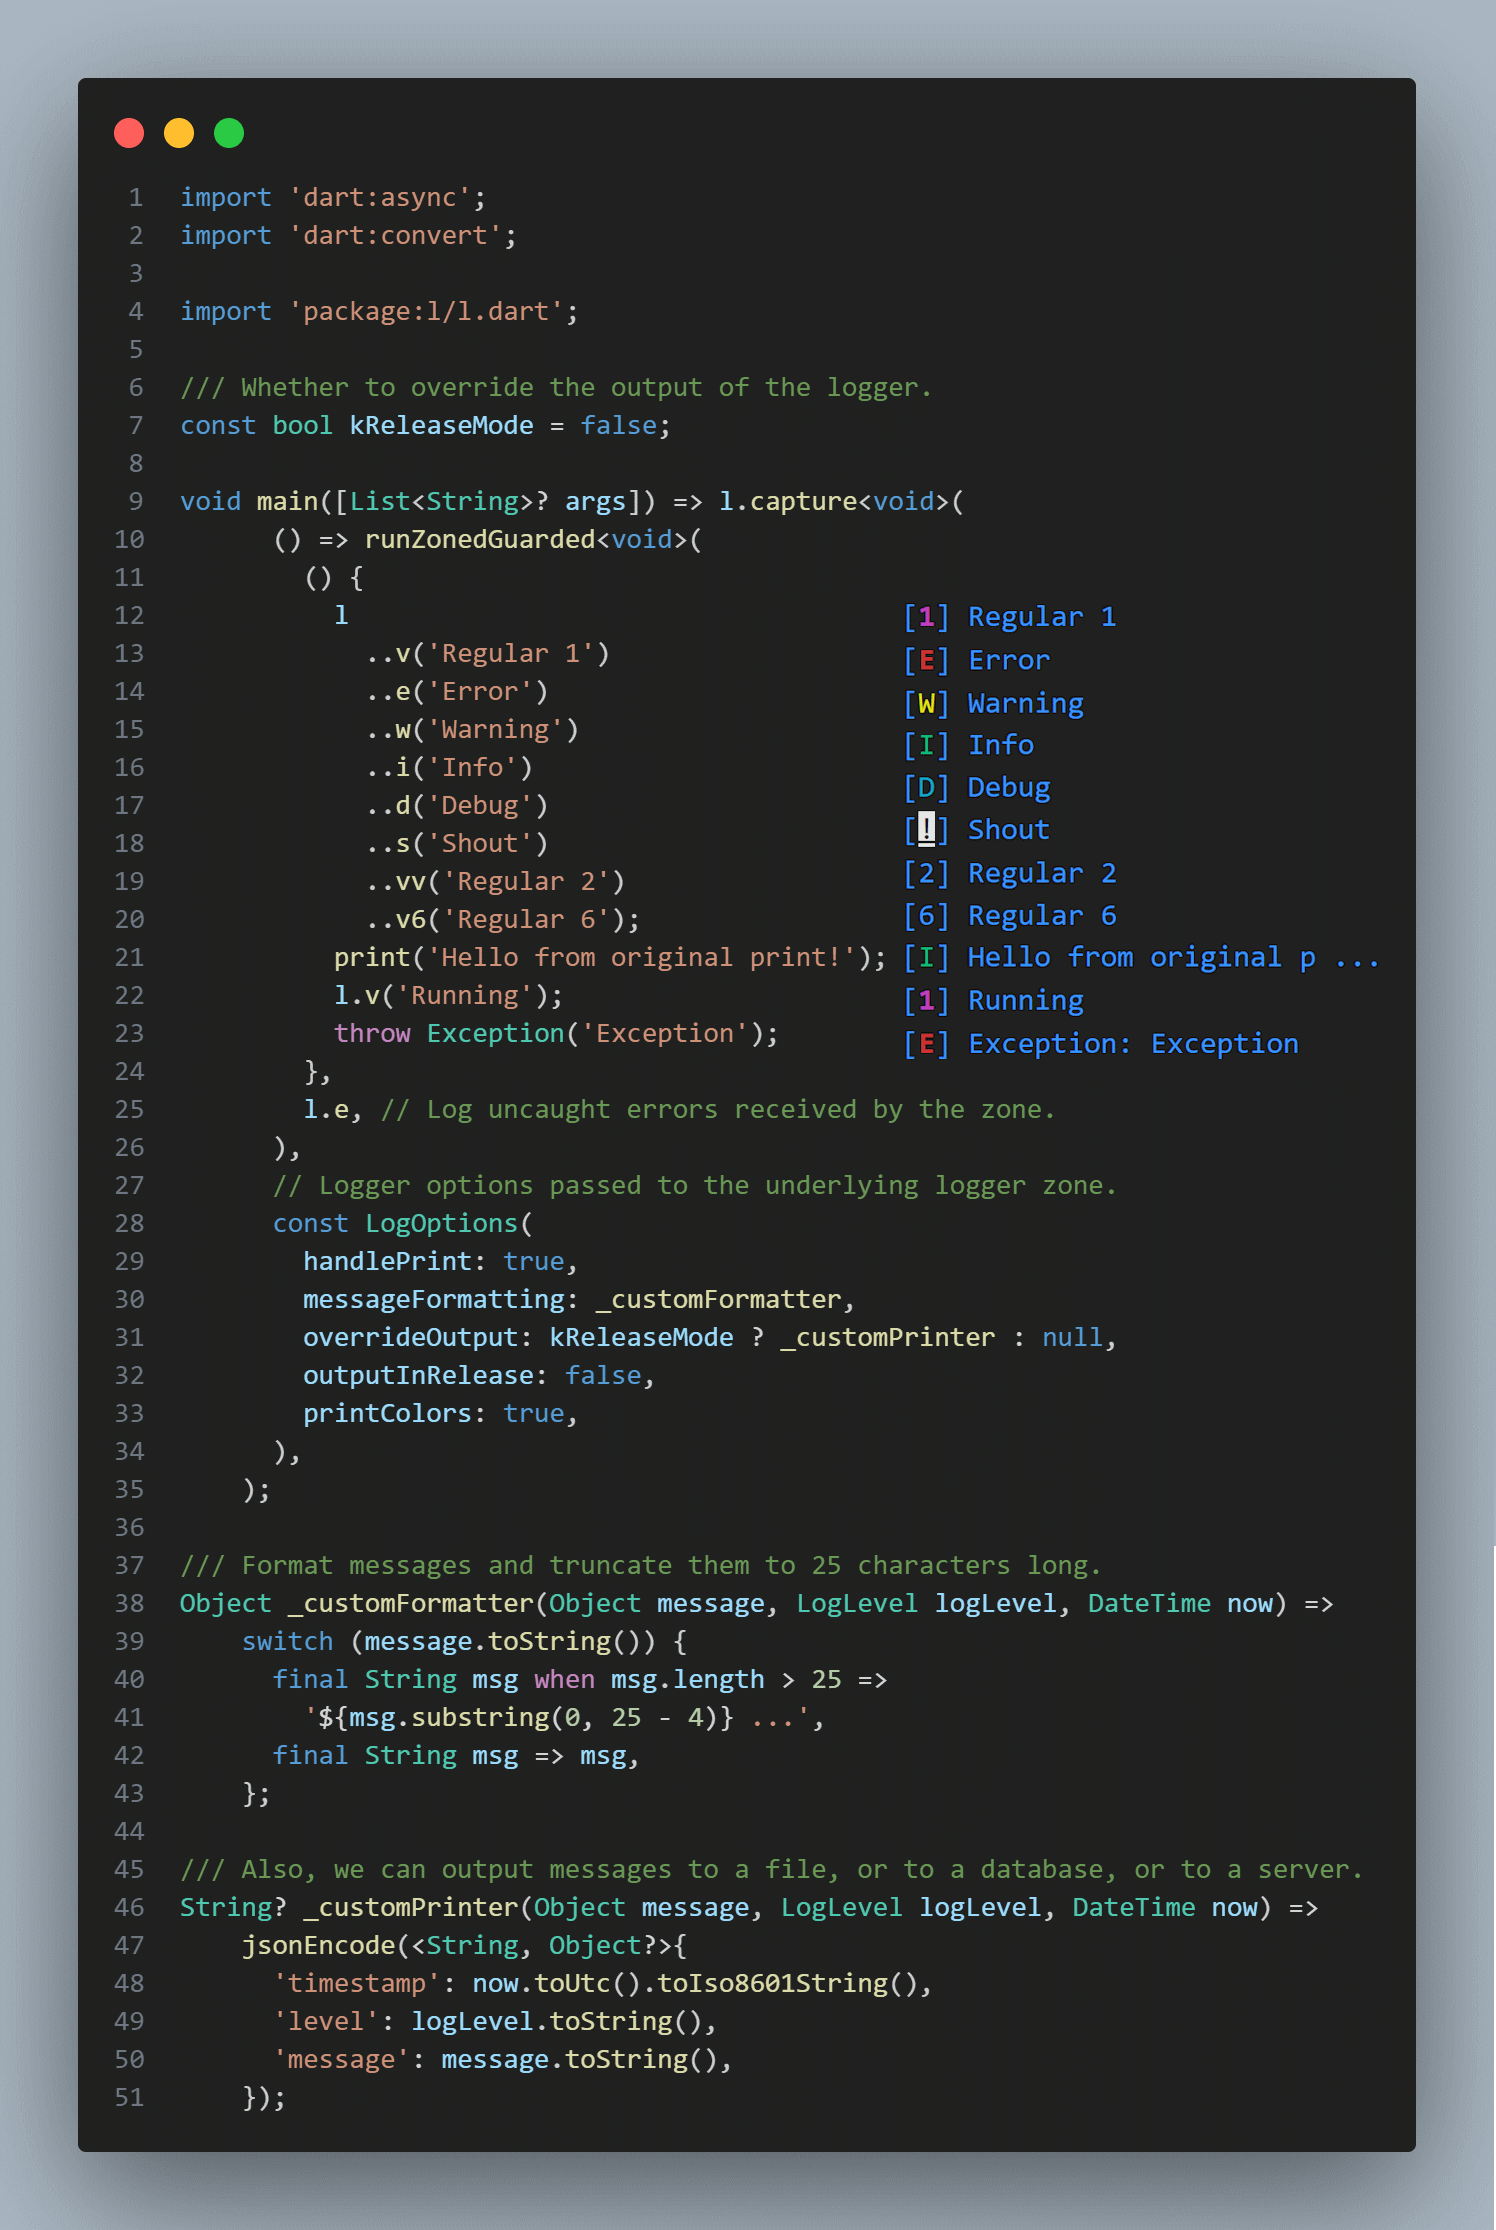 1 import 'dart:async';
2 import 'dart:convert';
3
4 import 'package:l/l.dart';
5
6 /// Whether to override the output of the logger.
7 const bool kReleaseMode = false;
8
9 void main([List<String>? args]) => l.capture<void>(
10       () => runZonedGuarded<void>(
11         () {
12           l
13             ..v('Regular 1')
14             ..e('Error')
15             ..w('Warning')
16             ..i('Info')
17             ..d('Debug')
18             ..s('Shout')
19             ..vv('Regular 2')
20             ..v6('Regular 6');
21           print('Hello from original print!');
22           l.v('Running');
23           throw Exception('Exception');
24         },
25         l.e, // Log uncaught errors received by the zone.
26       ),
27       // Logger options passed to the underlying logger zone.
28       const LogOptions(
29         handlePrint: true,
30         messageFormatting: _customFormatter,
31         overrideOutput: kReleaseMode ? _customPrinter : null,
32         outputInRelease: false,
33         printColors: true,
34       ),
35     );
36
37 /// Format messages and truncate them to 25 characters long.
38 Object _customFormatter(Object message, LogLevel logLevel, DateTime now) =>
39     switch (message.toString()) {
40       final String msg when msg.length > 25 =>
41         '${msg.substring(0, 25 - 4)} ...',
42       final String msg => msg,
43     };
44
45 /// Also, we can output messages to a file, or to a database, or to a server.
46 String? _customPrinter(Object message, LogLevel logLevel, DateTime now) =>
47     jsonEncode(<String, Object?>{
48       'timestamp': now.toUtc().toIso8601String(),
49       'level': logLevel.toString(),
50       'message': message.toString(),
51     });
[1] Regular 1
[E] Error
[W] Warning
[I] Info
[D] Debug
[!] Shout
[2] Regular 2
[6] Regular 6
[I] Hello from original p ...
[1] Running
[E] Exception: Exception